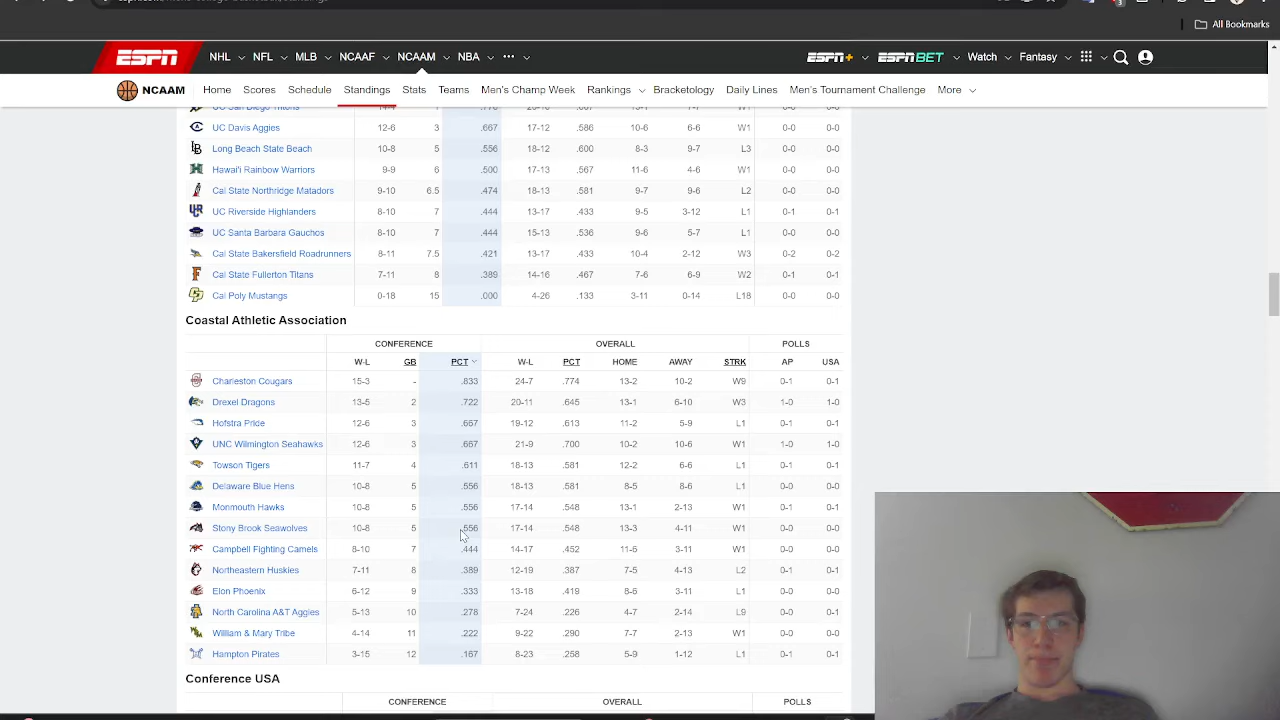 All Bookmarks
ESPN NHL NFL MLB NCAAF NCAAM NBA ••• ESPN+ ESPN BET Watch Fantasy
NCAAM Home Scores Schedule Standings Stats Teams Men's Champ Week Rankings Bracketology Daily Lines Men's Tournament Challenge More
UC San Diego Tritons
UC Davis Aggies 12-6 3 .667 17-12 .586 10-6 6-6 W1 0-0 0-0
Long Beach State Beach 10-8 5 .556 18-12 .600 8-3 9-7 L3 0-0 0-0
Hawai'i Rainbow Warriors 9-9 6 .500 17-13 .567 11-6 4-6 W1 0-0 0-0
Cal State Northridge Matadors 9-10 6.5 .474 18-13 .581 9-7 9-6 L2 0-0 0-0
UC Riverside Highlanders 8-10 7 .444 13-17 .433 9-5 3-12 L1 0-1 0-1
UC Santa Barbara Gauchos 8-10 7 .444 15-13 .536 9-6 5-7 L1 0-0 0-0
Cal State Bakersfield Roadrunners 8-11 7.5 .421 13-17 .433 10-4 2-12 W3 0-2 0-2
Cal State Fullerton Titans 7-11 8 .389 14-16 .467 7-6 6-9 W2 0-1 0-1
Cal Poly Mustangs 0-18 15 .000 4-26 .133 3-11 0-14 L18 0-0 0-0
Coastal Athletic Association
CONFERENCE OVERALL POLLS
W-L GB PCT W-L PCT HOME AWAY STRK AP USA
Charleston Cougars 15-3 - .833 24-7 .774 13-2 10-2 W9 0-1 0-1
Drexel Dragons 13-5 2 .722 20-11 .645 13-1 6-10 W3 1-0 1-0
Hofstra Pride 12-6 3 .667 19-12 .613 11-2 5-9 L1 0-1 0-1
UNC Wilmington Seahawks 12-6 3 .667 21-9 .700 10-2 10-6 W1 1-0 1-0
Towson Tigers 11-7 4 .611 18-13 .581 12-2 6-6 L1 0-1 0-1
Delaware Blue Hens 10-8 5 .556 18-13 .581 8-5 8-6 L1 0-0 0-0
Monmouth Hawks 10-8 5 .556 17-14 .548 10-3 7-9 W1 0-1 0-1
Stony Brook Seawolves 10-8 5 .556 17-14 .548 13-3 4-11 W1 0-0 0-0
Campbell Fighting Camels 8-10 7 .444 14-17 .452 11-6 3-11 W1 0-0 0-0
Northeastern Huskies 7-11 8 .389 12-19 .387 7-5 4-13 L2 0-1 0-1
Elon Phoenix 6-12 9 .333 13-18 .419 8-6 3-11 L1 0-0 0-0
North Carolina A&T Aggies 5-13 10 .278 7-24 .226 4-7 2-14 L9 0-0 0-1
William & Mary Tribe 4-14 11 .222 9-22 .290 7-7 2-13 W1 0-0 0-0
Hampton Pirates 3-15 12 .167 8-23 .258 5-9 1-12 L1 0-1 0-1
Conference USA
CONFERENCE OVERALL POLLS